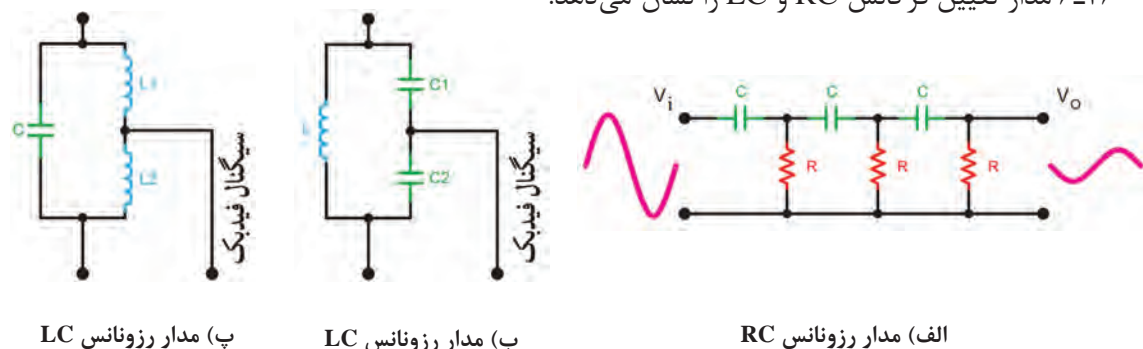 مدار تعیین فرکانس RC و LC را نشان می‌دهد.
Vi C C C Vo
R R R
الف) مدار رزونانس RC
C1
C2
سیگنال فیدبک
ب) مدار رزونانس LC
C L1
L2
سیگنال فیدبک
پ) مدار رزونانس LC